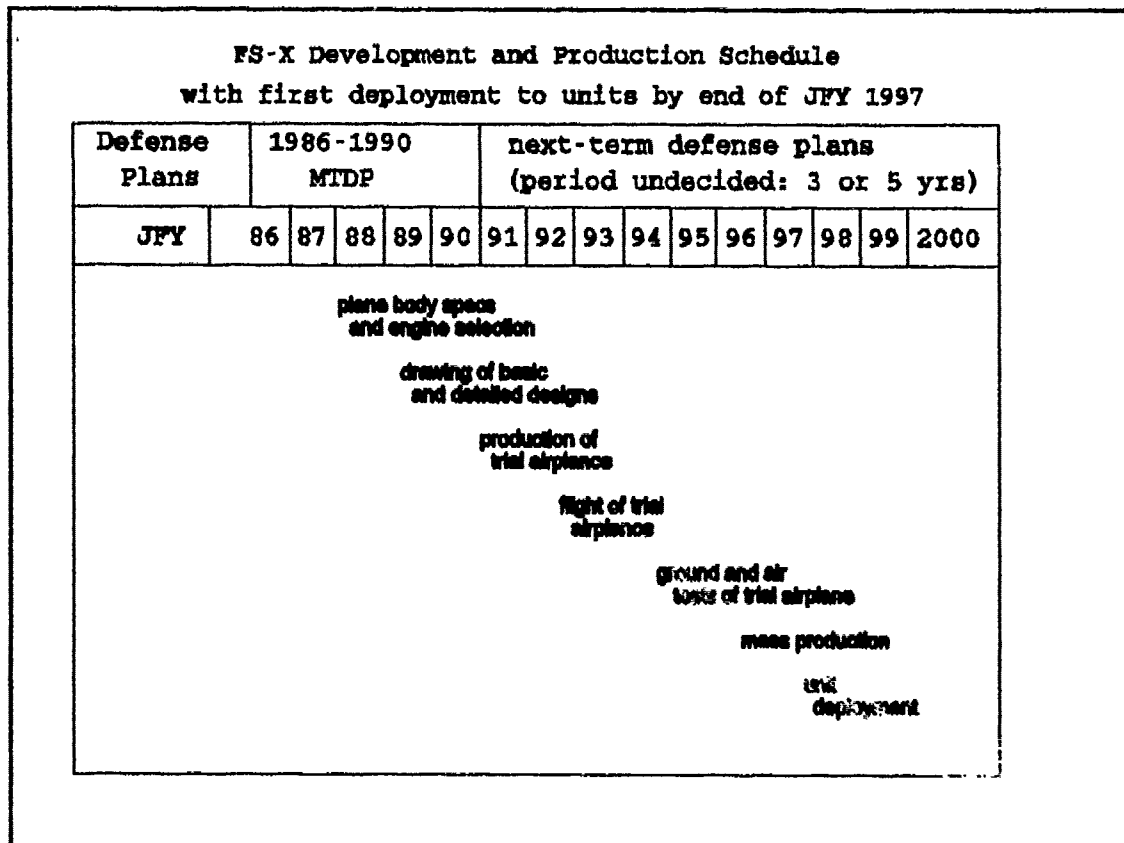 FS-X Development and Production Schedule
with first deployment to units by end of JFY 1997
Defense Plans
1986-1990 MTDP
next-term defense plans
(period undecided: 3 or 5 yrs)
JFY 86 87 88 89 90 91 92 93 94 95 96 97 98 99 2000
plane body specs
and engine selection
drawing of basic
and detailed designs
production of
trial airplance
flight of trial
airplance
ground and air
tests of trial airplane
mass production
unit
deployment